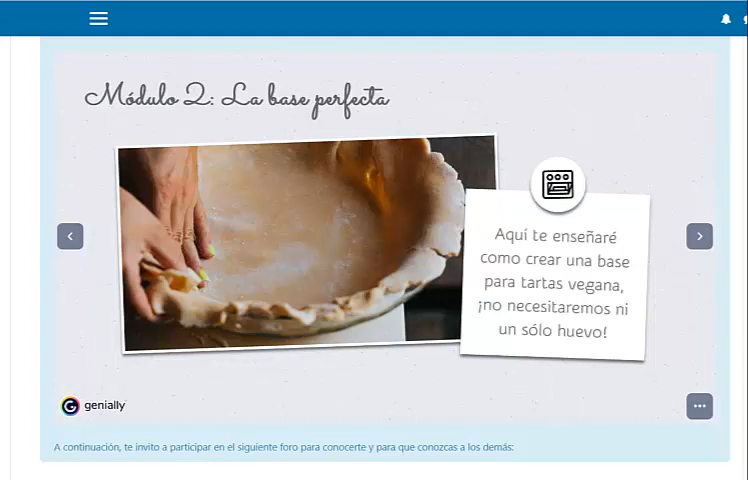 Módulo 2: La base perfecta
Aquí te enseñaré
como crear una base
para tartas vegana,
¡no necesitaremos ni
un sólo huevo!
genially
A continuación, te invito a participar en el siguiente foro para conocerte y para que conozcas a los demás: